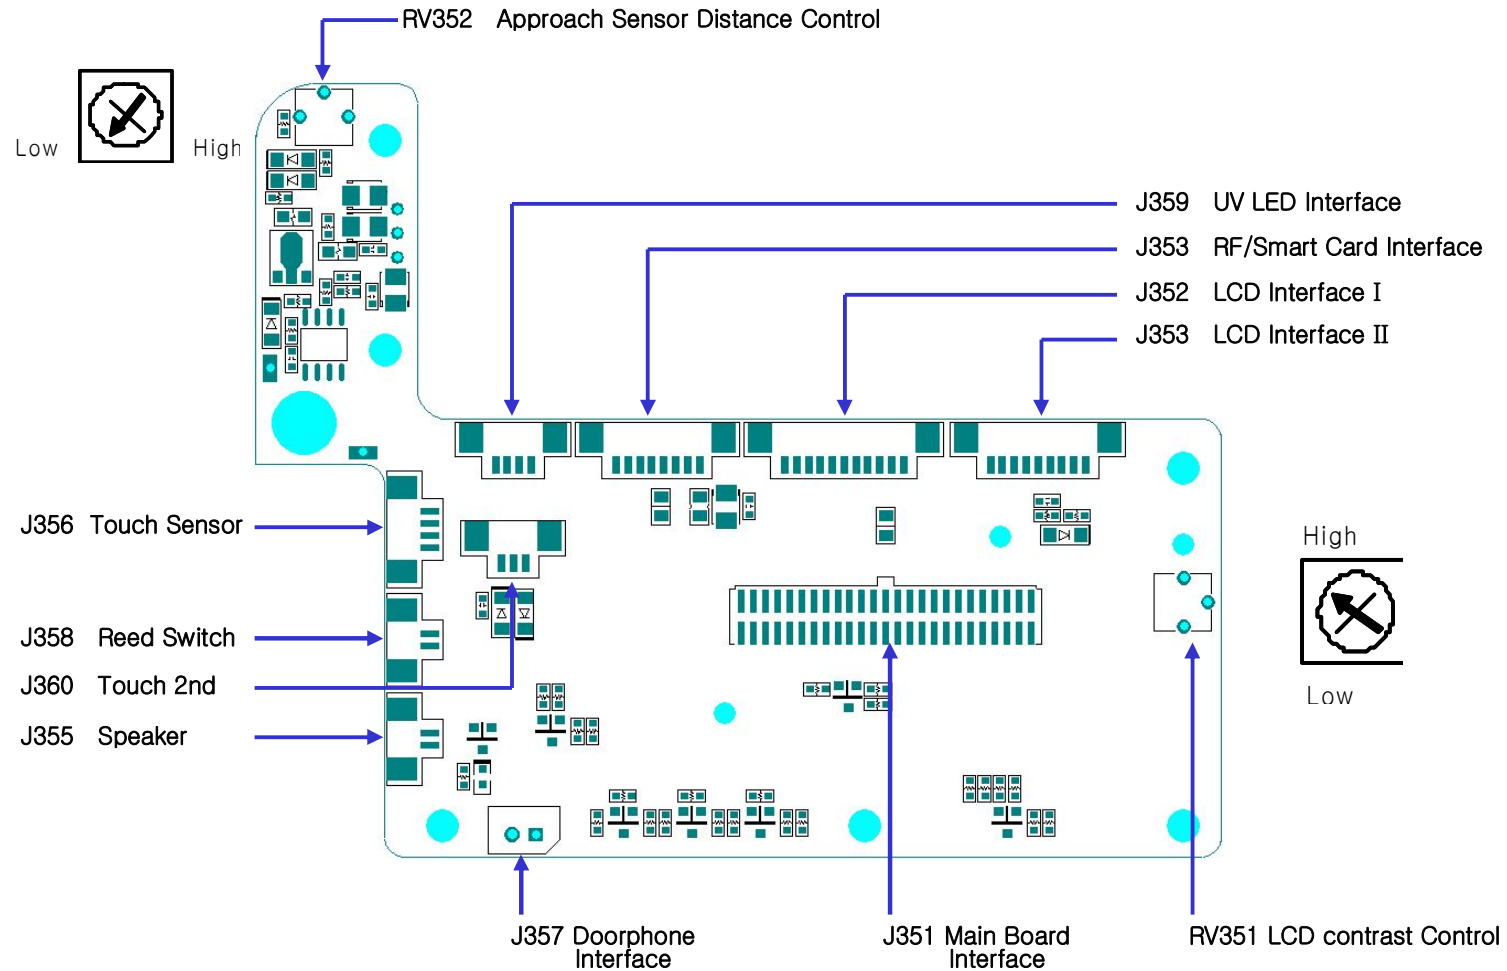 RV352 Approach Sensor Distance Control
Low High
J359 UV LED Interface
J353 RF/Smart Card Interface
J352 LCD Interface I
J353 LCD Interface II
J356 Touch Sensor
High
J358 Reed Switch
J360 Touch 2nd
Low
J355 Speaker
J357 Doorphone
Interface
J351 Main Board
Interface
RV351 LCD contrast Control